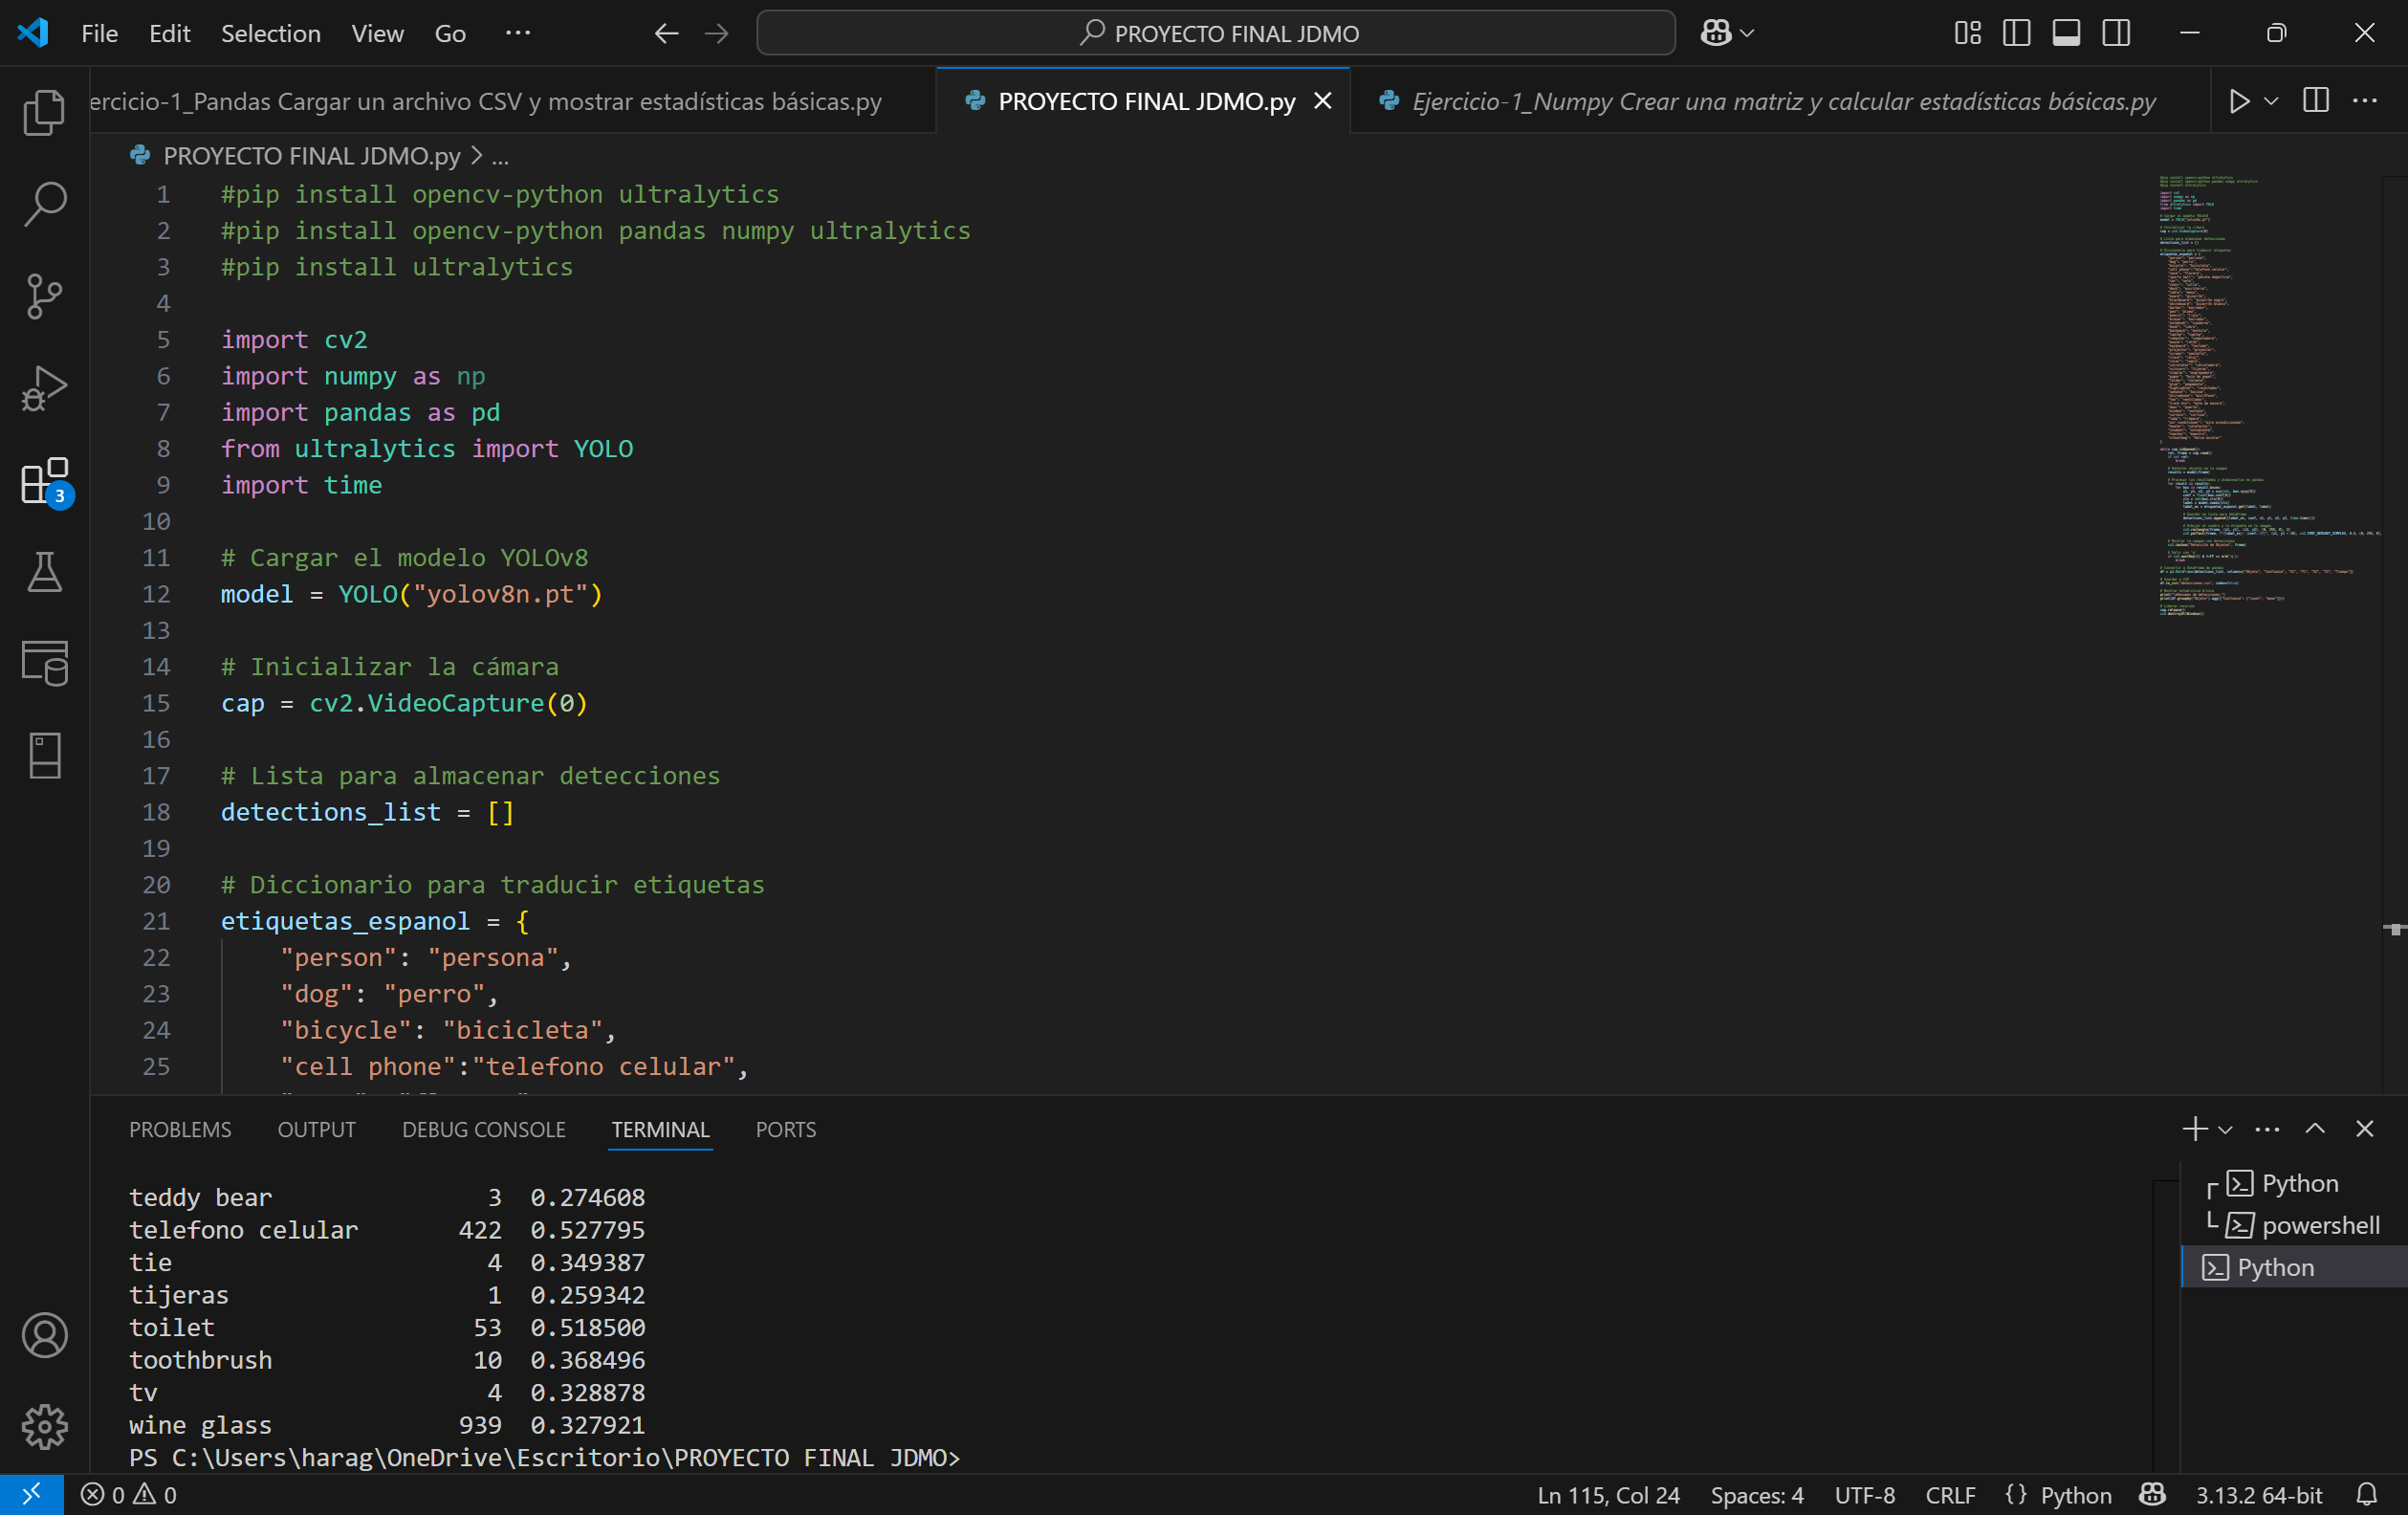 File Edit Selection View Go ··· PROYECTO FINAL JDMO
ercicio-1_Pandas Cargar un archivo CSV y mostrar estadísticas básicas.py PROYECTO FINAL JDMO.py Ejercicio-1_Numpy Crear una matriz y calcular estadísticas básicas.py
PROYECTO FINAL JDMO.py > ...
1 #pip install opencv-python ultralytics
2 #pip install opencv-python pandas numpy ultralytics
3 #pip install ultralytics
4
5 import cv2
6 import numpy as np
7 import pandas as pd
8 from ultralytics import YOLO
9 import time
10
11 # Cargar el modelo YOLOv8
12 model = YOLO("yolov8n.pt")
13
14 # Inicializar la cámara
15 cap = cv2.VideoCapture(0)
16
17 # Lista para almacenar detecciones
18 detections_list = []
19
20 # Diccionario para traducir etiquetas
21 etiquetas_espanol = {
22 "person": "persona",
23 "dog": "perro",
24 "bicycle": "bicicleta",
25 "cell phone":"telefono celular",
3
PROBLEMS OUTPUT DEBUG CONSOLE TERMINAL PORTS
teddy bear 3 0.274608
telefono celular 422 0.527795
tie 4 0.349387
tijeras 1 0.259342
toilet 53 0.518500
toothbrush 10 0.368496
tv 4 0.328878
wine glass 939 0.327921
PS C:\Users\harag\OneDrive\Escritorio\PROYECTO FINAL JDMO>
Python
powershell
Python
0 0 Ln 115, Col 24 Spaces: 4 UTF-8 CRLF {} Python 3.13.2 64-bit